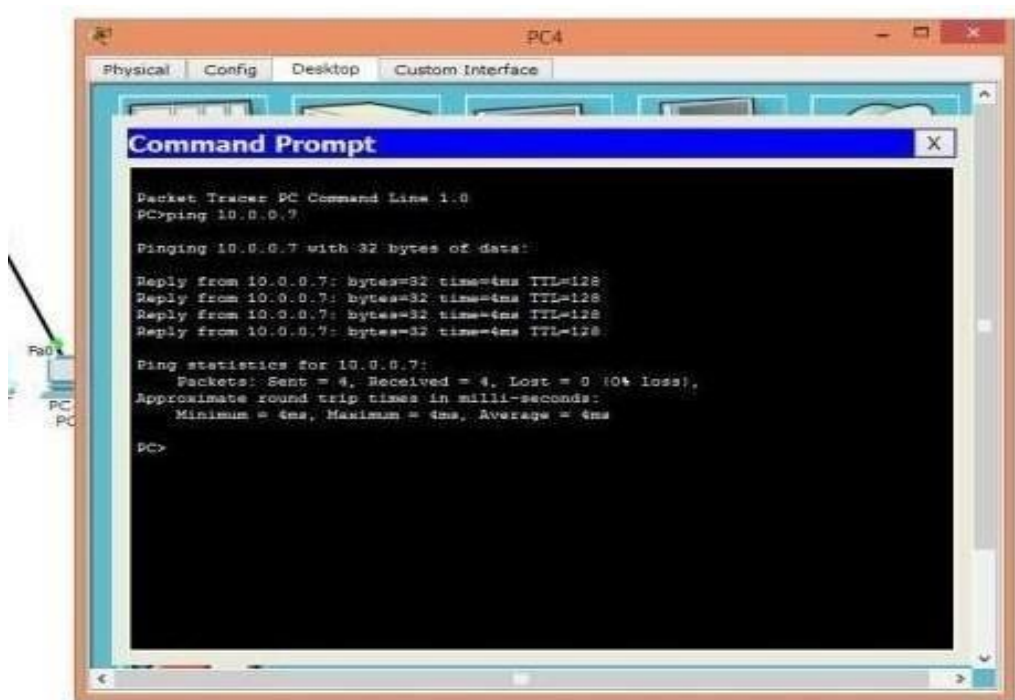 PC4
Physical Config Desktop Custom Interface
Command Prompt
X
Packet Tracer PC Command Line 1.0
PC>ping 10.0.0.7
Pinging 10.0.0.7 with 32 bytes of data:
Reply from 10.0.0.7: bytes=32 time=4ms TTL=128
Reply from 10.0.0.7: bytes=32 time=4ms TTL=128
Reply from 10.0.0.7: bytes=32 time=4ms TTL=128
Reply from 10.0.0.7: bytes=32 time=4ms TTL=128
Ping statistics for 10.0.0.7:
Packets: Sent = 4, Received = 4, Lost = 0 (0% loss),
Approximate round trip times in milli-seconds:
Minimum = 4ms, Maximum = 4ms, Average = 4ms
PC>
Fa0
PC
PC